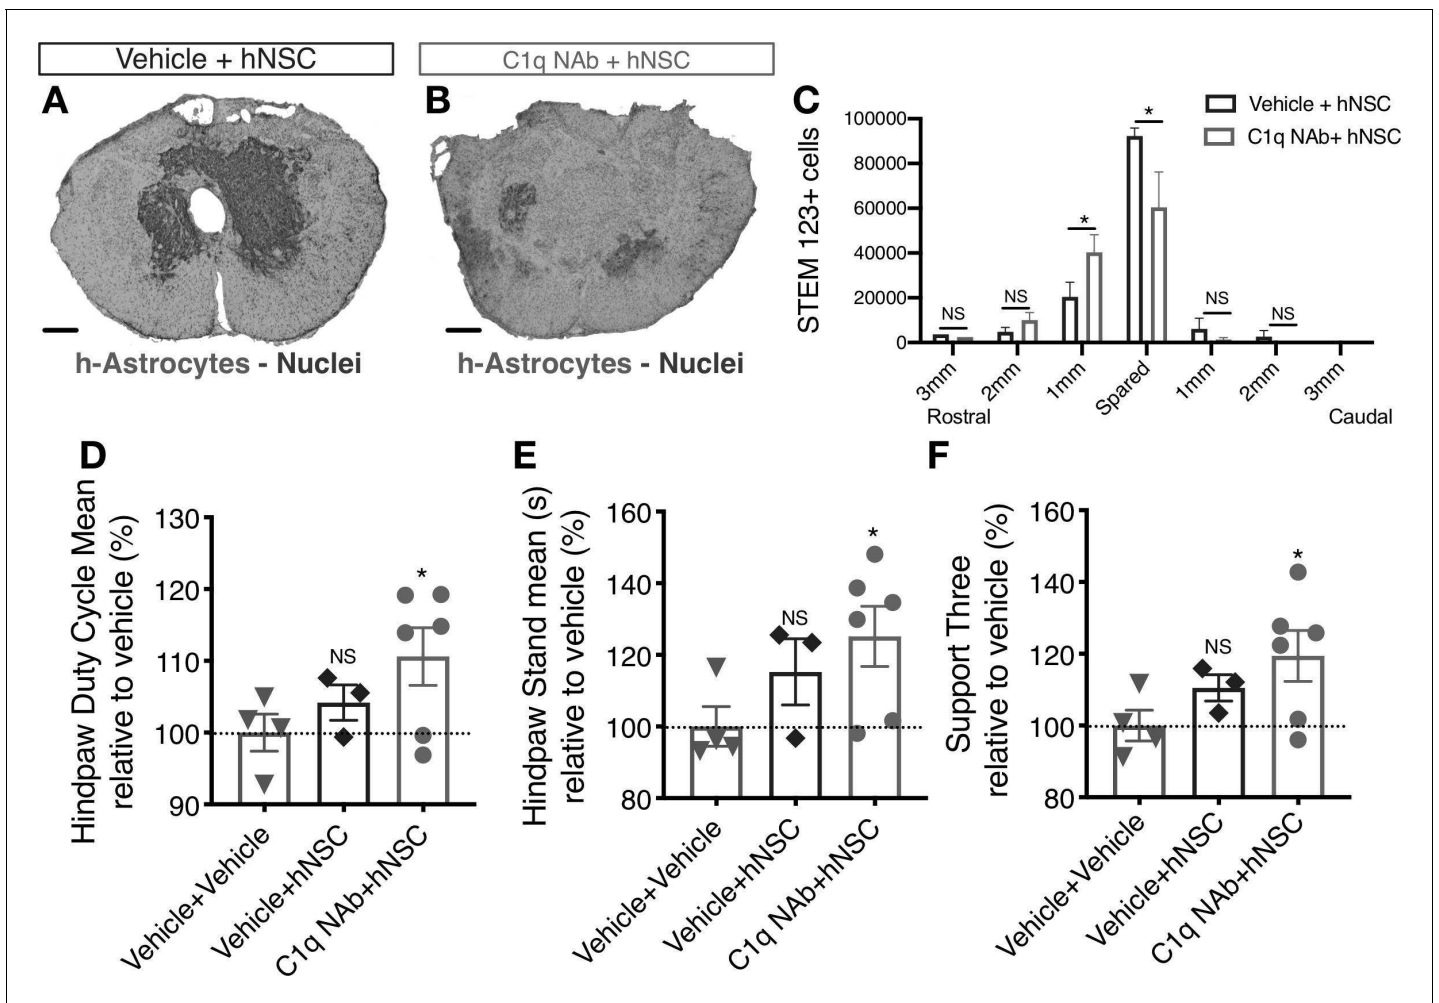 Vehicle + hNSC
C1q NAb + hNSC
A
B
h-Astrocytes - Nuclei
h-Astrocytes - Nuclei
C
Vehicle + hNSC
C1q NAb+ hNSC
STEM 123+ cells
100000
80000
60000
40000
20000
0
NS
NS
*
*
NS
NS
3mm
2mm
1mm
Spared
1mm
2mm
3mm
Rostral
Caudal
D
Hindpaw Duty Cycle Mean
relative to vehicle (%)
130
120
110
100
90
NS
*
Vehicle+Vehicle
Vehicle+hNSC
C1q NAb+hNSC
E
Hindpaw Stand mean (s)
relative to vehicle (%)
160
140
120
100
80
NS
*
Vehicle+Vehicle
Vehicle+hNSC
C1q NAb+hNSC
F
Support Three
relative to vehicle (%)
160
140
120
100
80
NS
*
Vehicle+Vehicle
Vehicle+hNSC
C1q NAb+hNSC